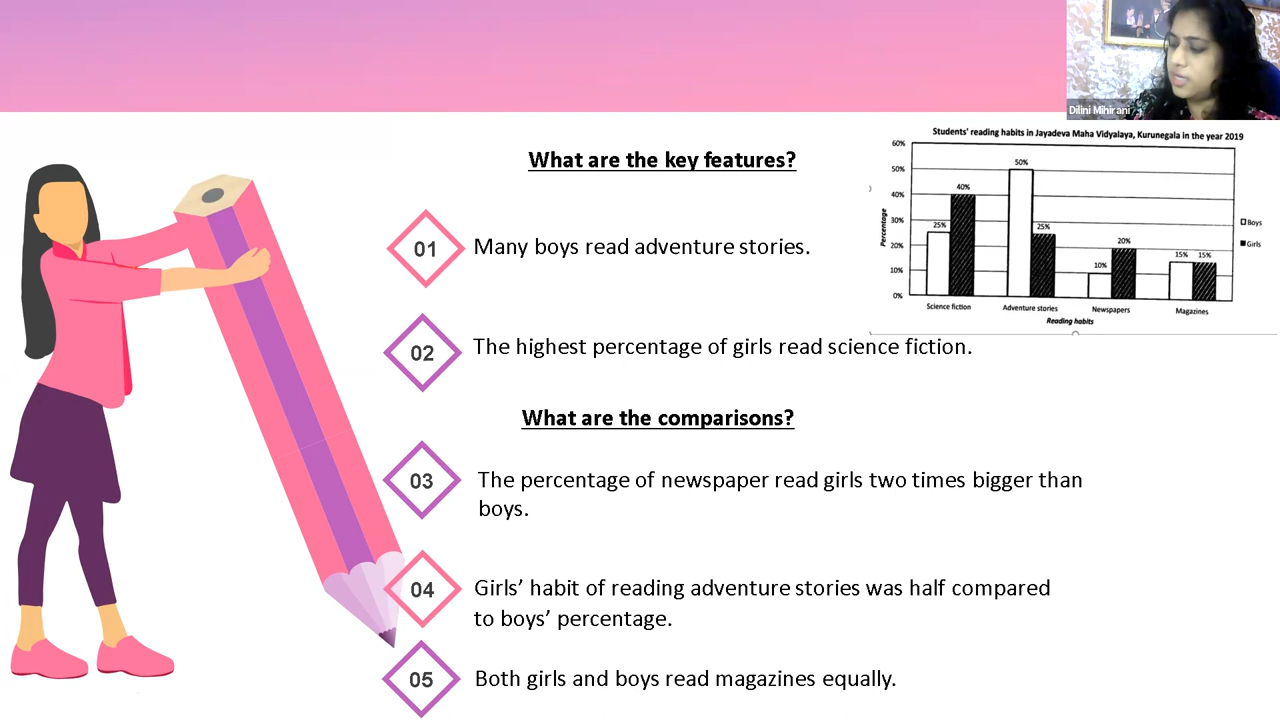 Dilini Mihirani
Students' reading habits in Jayadeva Maha Vidyalaya, Kurunegala in the year 2019
What are the key features?
01
Many boys read adventure stories.
02
The highest percentage of girls read science fiction.
60%
50%
40%
30%
20%
10%
0%
Percentage
25%
40%
50%
25%
10%
20%
15%
15%
Boys
Girls
Science fiction
Adventure stories
Newspapers
Magazines
Reading habits
What are the comparisons?
03
The percentage of newspaper read girls two times bigger than
boys.
04
Girls’ habit of reading adventure stories was half compared
to boys’ percentage.
05
Both girls and boys read magazines equally.